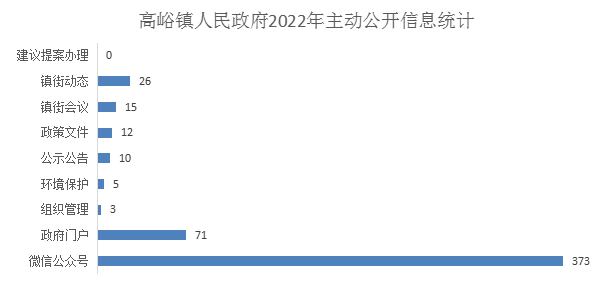 高峪镇人民政府2022年主动公开信息统计
建议提案办理 0
镇街动态 26
镇街会议 15
政策文件 12
公示公告 10
环境保护 5
组织管理 3
政府门户 71
微信公众号 373